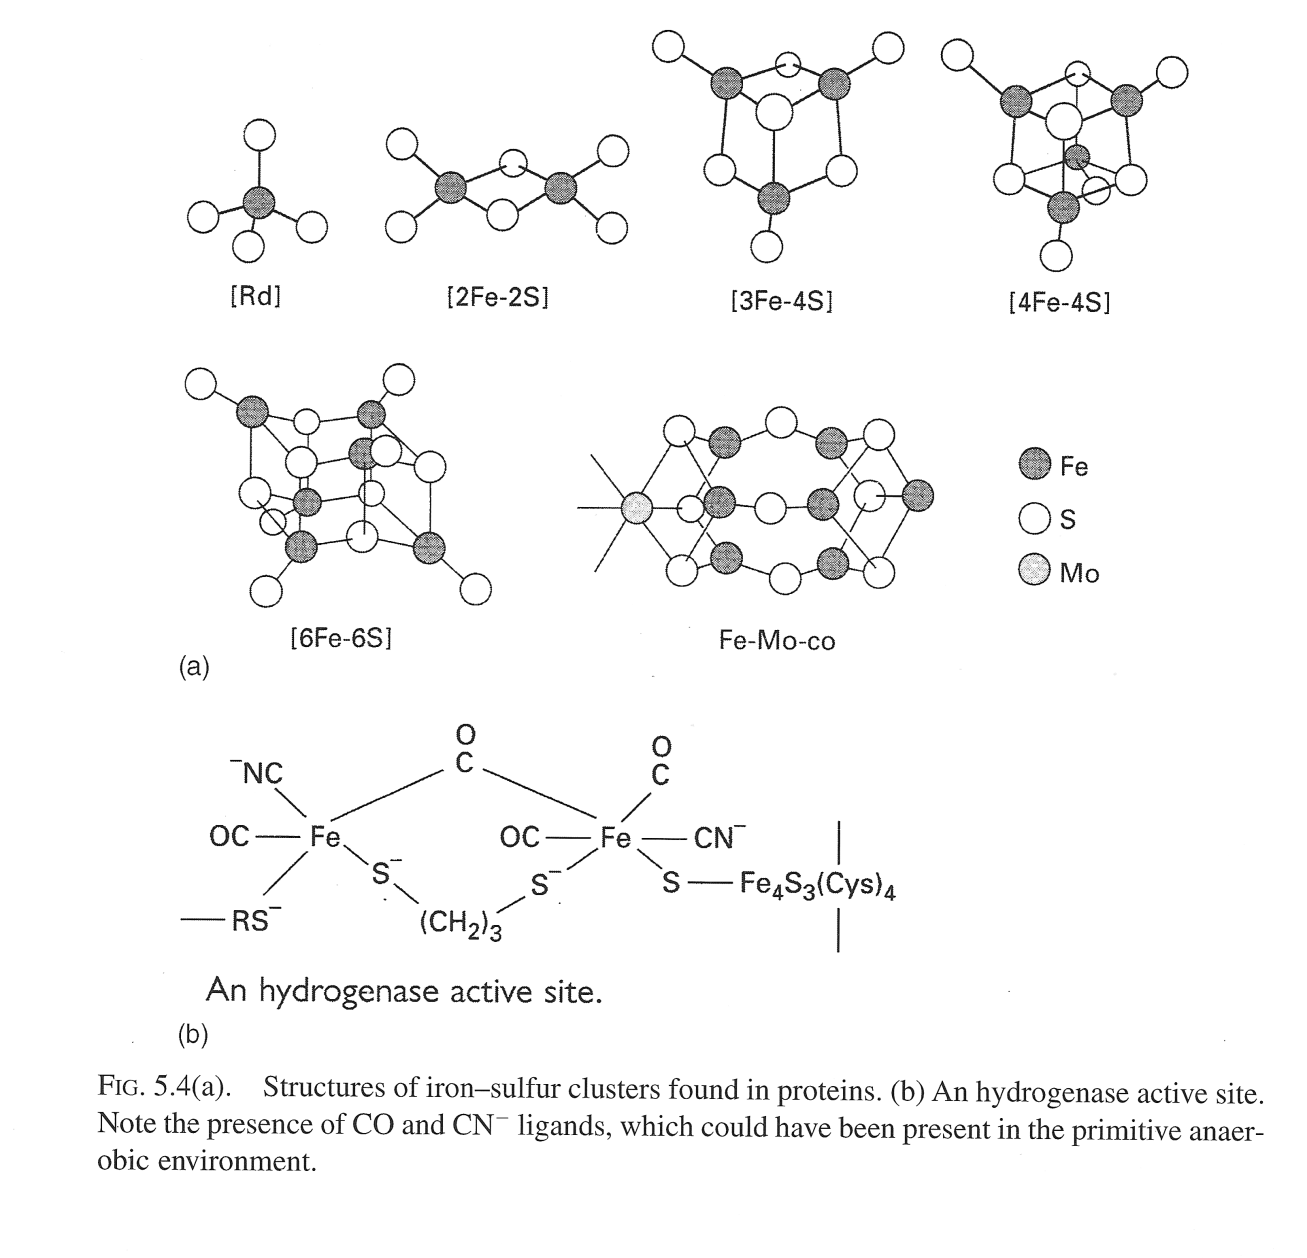 [Rd]
[2Fe-2S]
[3Fe-4S]
[4Fe-4S]
Fe
S
Mo
[6Fe-6S]
Fe-Mo-co
(a)
O
C
O
C
⁻NC
OC
Fe
OC
Fe
CN⁻
S⁻
S⁻
S
Fe₄S₃(Cys)₄
RS⁻
(CH₂)₃
An hydrogenase active site.
(b)
FIG. 5.4(a). Structures of iron–sulfur clusters found in proteins. (b) An hydrogenase active site.
Note the presence of CO and CN⁻ ligands, which could have been present in the primitive anaer-
obic environment.